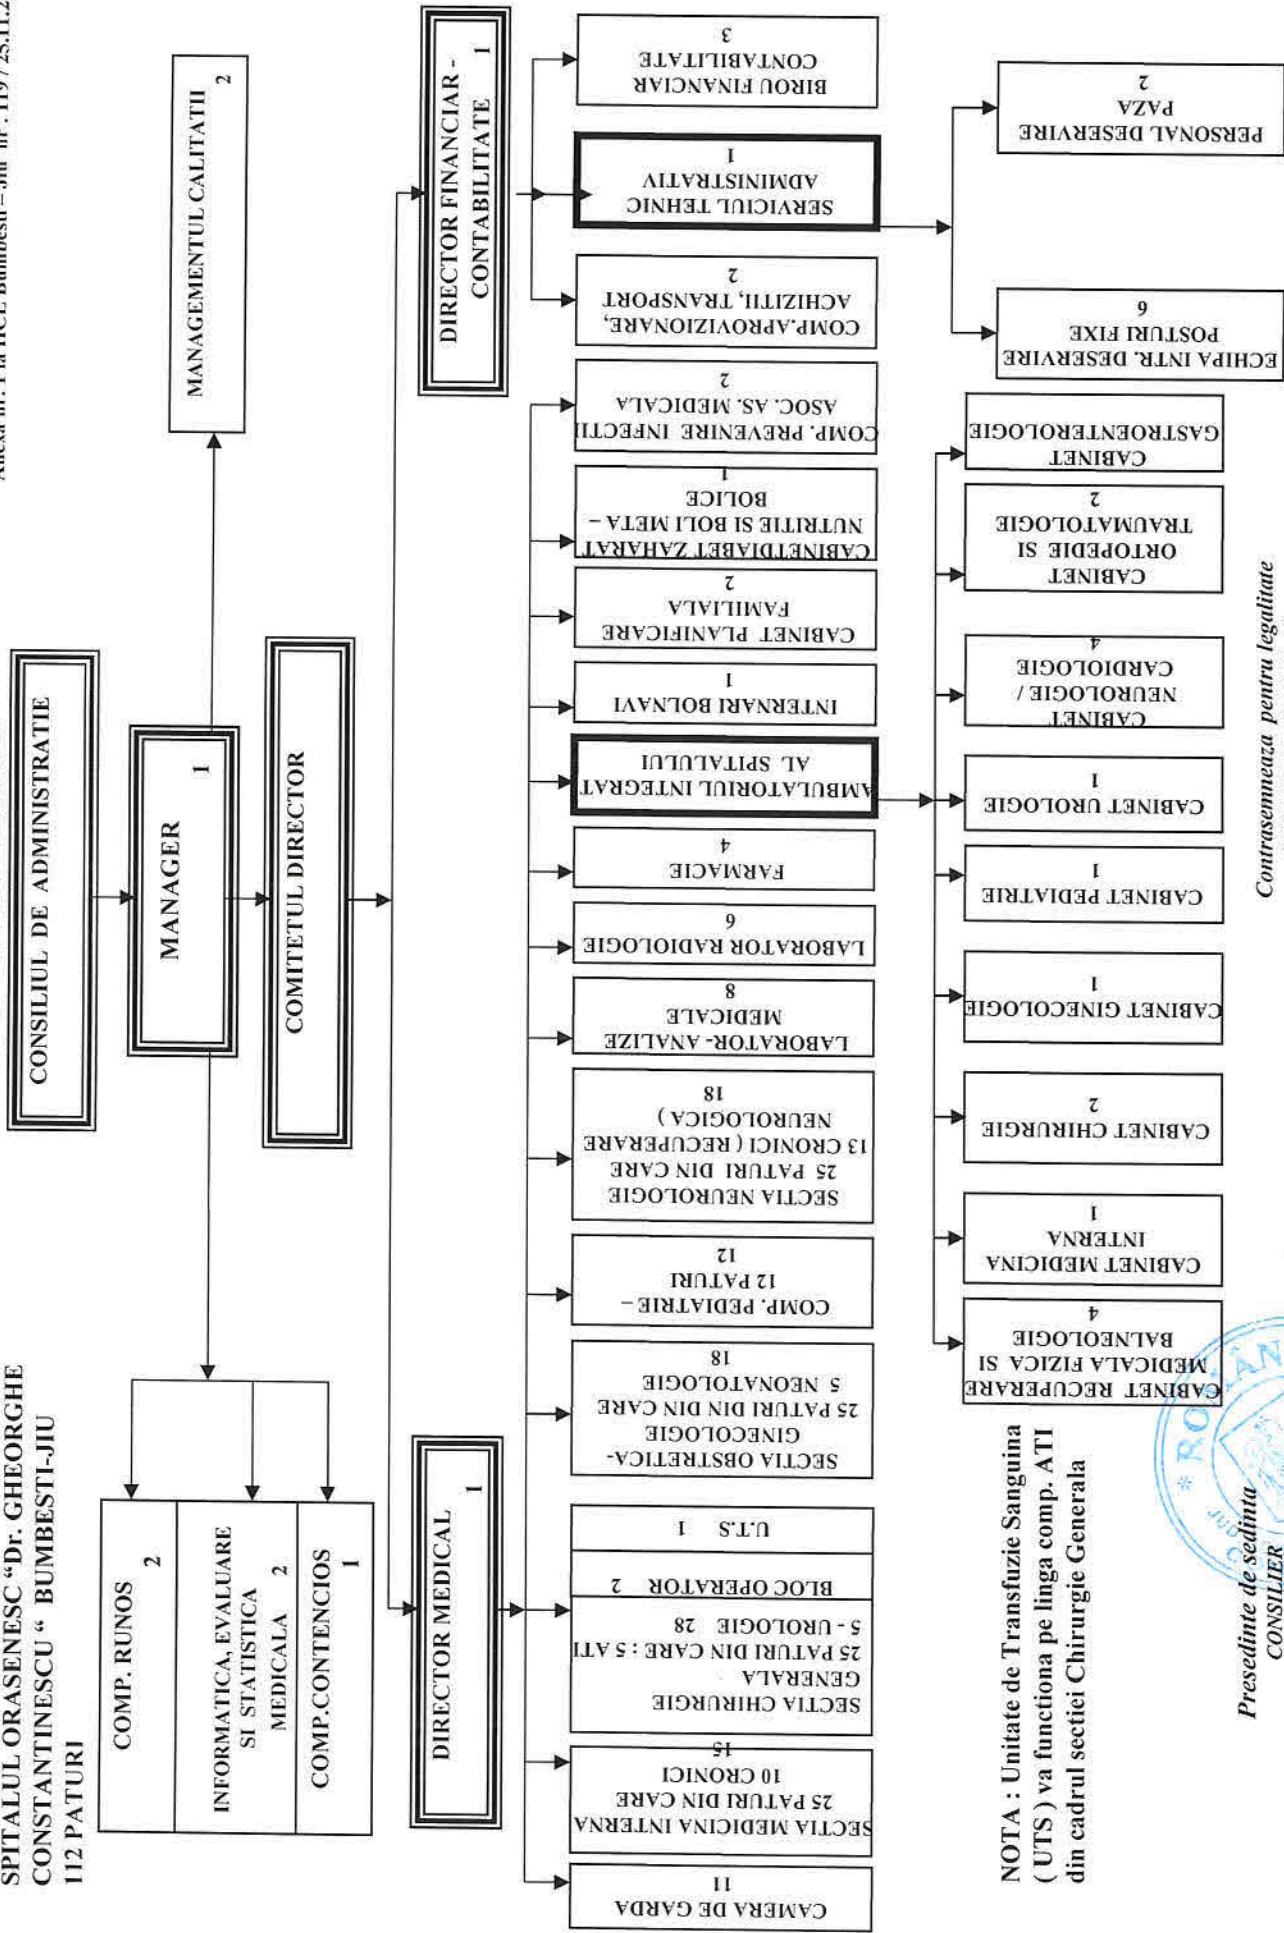 SPITALUL ORASENESC “Dr. GHEORGHE
CONSTANTINESCU “ BUMBESTI-JIU
112 PATURI
CONSILIUL DE ADMINISTRATIE
MANAGER
1
MANAGEMENTUL CALITATII
2
COMITETUL DIRECTOR
COMP. RUNOS
2
INFORMATICA, EVALUARE
SI STATISTICA
MEDICALA 2
COMP.CONTENCIOS
1
DIRECTOR MEDICAL
1
DIRECTOR FINANCIAR -
CONTABILITATE
1
CAMERA DE GARDA
11
SECTIA MEDICINA INTERNA
25 PATURI DIN CARE
10 CRONICI
15
SECTIA CHIRURGIE
GENERALA
25 PATURI DIN CARE : 5 ATI
5 - UROLOGIE 28
BLOC OPERATOR 2
U.T.S 1
SECTIA OBSTRETICA-
GINECOLOGIE
25 PATURI DIN DIN CARE
5 NEONATOLOGIE
18
COMP. PEDIATRIE –
12 PATURI
12
SECTIA NEUROLOGIE
25 PATURI DIN CARE
13 CRONICI ( RECUPERARE
NEUROLOGICA )
18
LABORATOR- ANALIZE
MEDICALE
8
LABORATOR RADIOLOGIE
6
FARMACIE
4
AMBULATORIUL INTEGRAT
AL SPITALULUI
INTERNARI BOLNAVI
1
CABINET PLANIFICARE
FAMILIALA
2
CABINETDIABET ZAHARAT
NUTRITIE SI BOLI META –
BOLICE
1
COMP. PREVENIRE INFECTII
ASOC. AS. MEDICALA
2
COMP.APROVIZIONARE,
ACHIZITII, TRANSPORT
2
SERVICIUL TEHNIC
ADMINISTRATIV
1
BIROU FINANCIAR
CONTABILITATE
3
CABINET RECUPERARE
MEDICALA FIZICA SI
BALNEOLOGIE
4
CABINET MEDICINA
INTERNA
1
CABINET CHIRURGIE
2
CABINET GINECOLOGIE
1
CABINET PEDIATRIE
1
CABINET UROLOGIE
1
CABINET
NEUROLOGIE /
CARDIOLOGIE
4
CABINET
ORTOPEDIE SI
TRAUMATOLOGIE
2
CABINET
GASTROENTEROLOGIE
ECHIPA INTR. DESERVIRE
POSTURI FIXE
6
PERSONAL DESERVIRE
PAZA
2
NOTA : Unitate de Transfuzie Sanguina
( UTS ) va functiona pe linga comp. ATI
din cadrul sectiei Chirurgie Generala
Presedinte de sedinta
CONSILIER
Contrasemneaza pentru legalitate